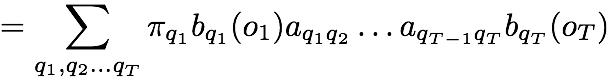 = \sum_{q_1,q_2 \ldots q_T} \pi_{q_1} b_{q_1}(o_1) a_{q_1 q_2} \ldots a_{q_{T-1} q_T} b_{q_T}(o_T)